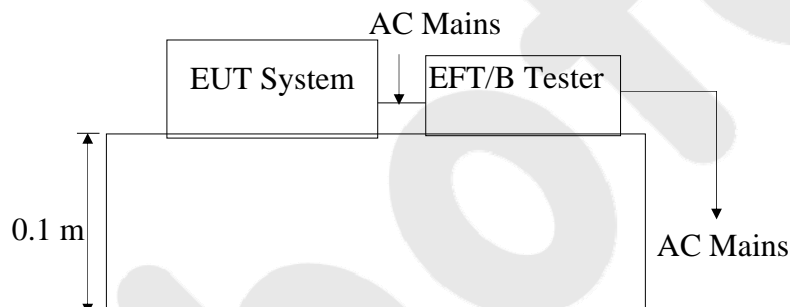 AC Mains
EUT System
EFT/B Tester
0.1 m
AC Mains